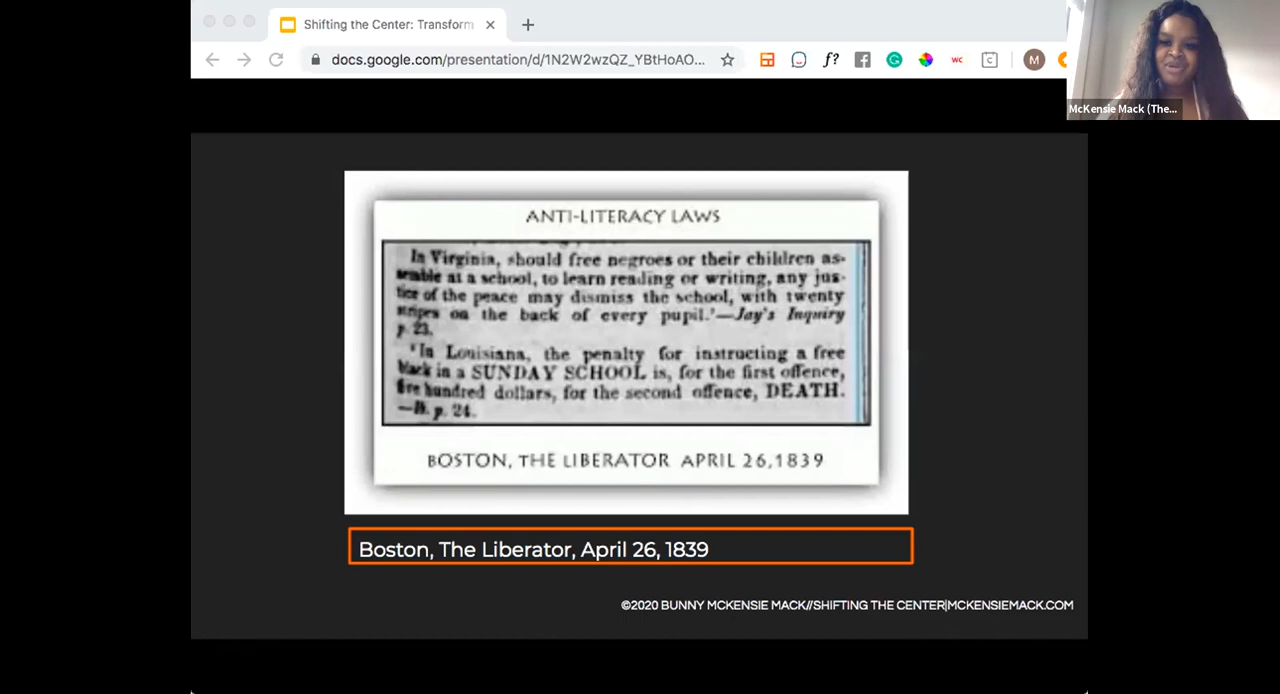 Shifting the Center: Transform
docs.google.com/presentation/d/1N2W2wzQZ_YBtHoAO...
f?
wc
C
M
McKensie Mack (The...
ANTI-LITERACY LAWS
In Virginia, should free negroes or their children as-
semble at a school, to learn reading or writing, any jus-
tice of the peace may dismiss the school, with twenty
stripes on the back of every pupil.'—Jay's Inquiry
p. 23.
'In Louisiana, the penalty for instructing a free
black in a SUNDAY SCHOOL is, for the first offence,
five hundred dollars, for the second offence, DEATH.
—Ib. p. 24.
BOSTON, THE LIBERATOR APRIL 26,1839
Boston, The Liberator, April 26, 1839
©2020 BUNNY MCKENSIE MACK//SHIFTING THE CENTER|MCKENSIEMACK.COM